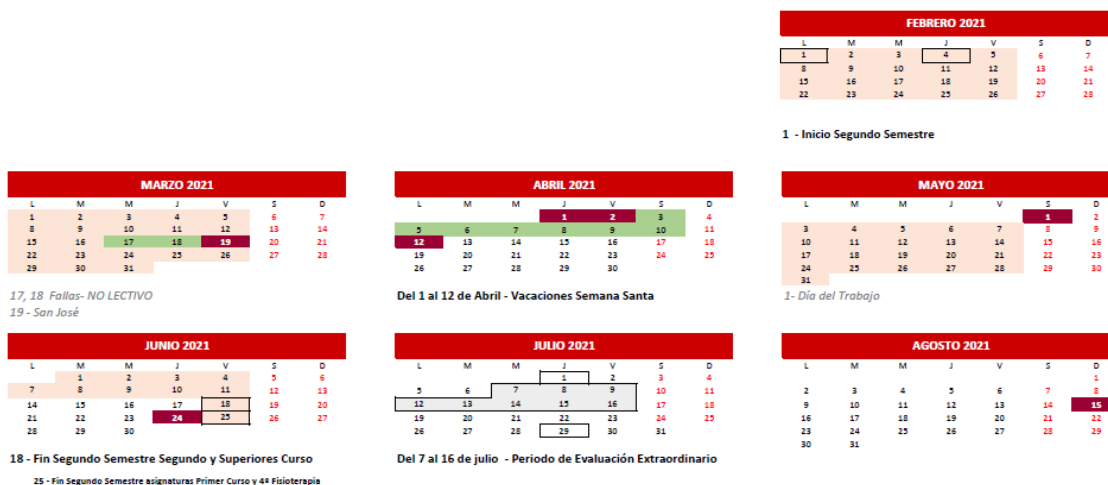 FEBRERO 2021
L M M J V S D
1 2 3 4 5 6 7
8 9 10 11 12 13 14
15 16 17 18 19 20 21
22 23 24 25 26 27 28
1 - Inicio Segundo Semestre
MARZO 2021
L M M J V S D
1 2 3 4 5 6 7
8 9 10 11 12 13 14
15 16 17 18 19 20 21
22 23 24 25 26 27 28
29 30 31
17, 18 Fallas- NO LECTIVO
19 - San José
ABRIL 2021
L M M J V S D
1 2 3 4
5 6 7 8 9 10 11
12 13 14 15 16 17 18
19 20 21 22 23 24 25
26 27 28 29 30
Del 1 al 12 de Abril - Vacaciones Semana Santa
MAYO 2021
L M M J V S D
1 2
3 4 5 6 7 8 9
10 11 12 13 14 15 16
17 18 19 20 21 22 23
24 25 26 27 28 29 30
31
1- Día del Trabajo
JUNIO 2021
L M M J V S D
1 2 3 4 5 6
7 8 9 10 11 12 13
14 15 16 17 18 19 20
21 22 23 24 25 26 27
28 29 30
18 - Fin Segundo Semestre Segundo y Superiores Curso
25 - Fin Segundo Semestre asignaturas Primer Curso y 4º Fisioterapia
JULIO 2021
L M M J V S D
1 2 3 4
5 6 7 8 9 10 11
12 13 14 15 16 17 18
19 20 21 22 23 24 25
26 27 28 29 30 31
Del 7 al 16 de julio - Periodo de Evaluación Extraordinario
AGOSTO 2021
L M M J V S D
1
2 3 4 5 6 7 8
9 10 11 12 13 14 15
16 17 18 19 20 21 22
23 24 25 26 27 28 29
30 31